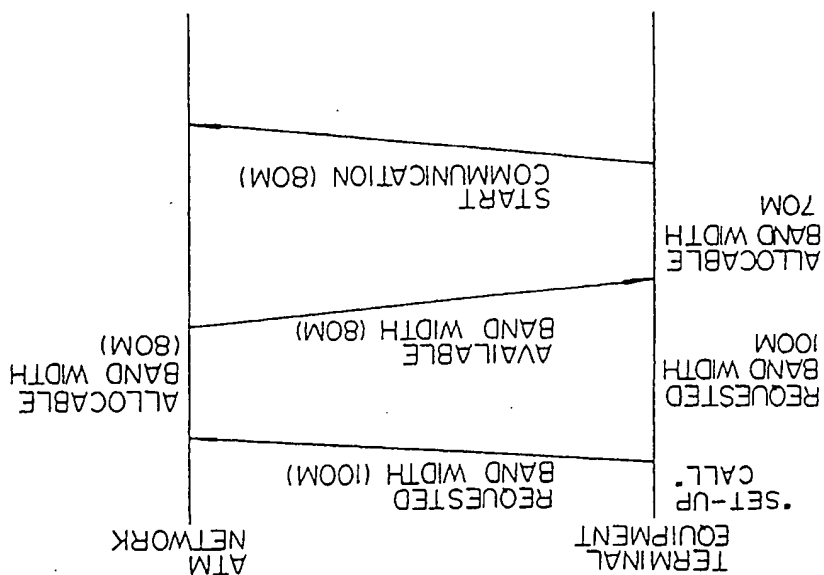 TERMINAL
EQUIPMENT
ATM
NETWORK
"SET-UP
CALL"
REQUESTED
BAND WIDTH (100M)
REQUESTED
BAND WIDTH
100M
ALLOCABLE
BAND WIDTH
(80M)
AVAILABLE
BAND WIDTH (80M)
ALLOCABLE
BAND WIDTH
70M
START
COMMUNICATION (80M)